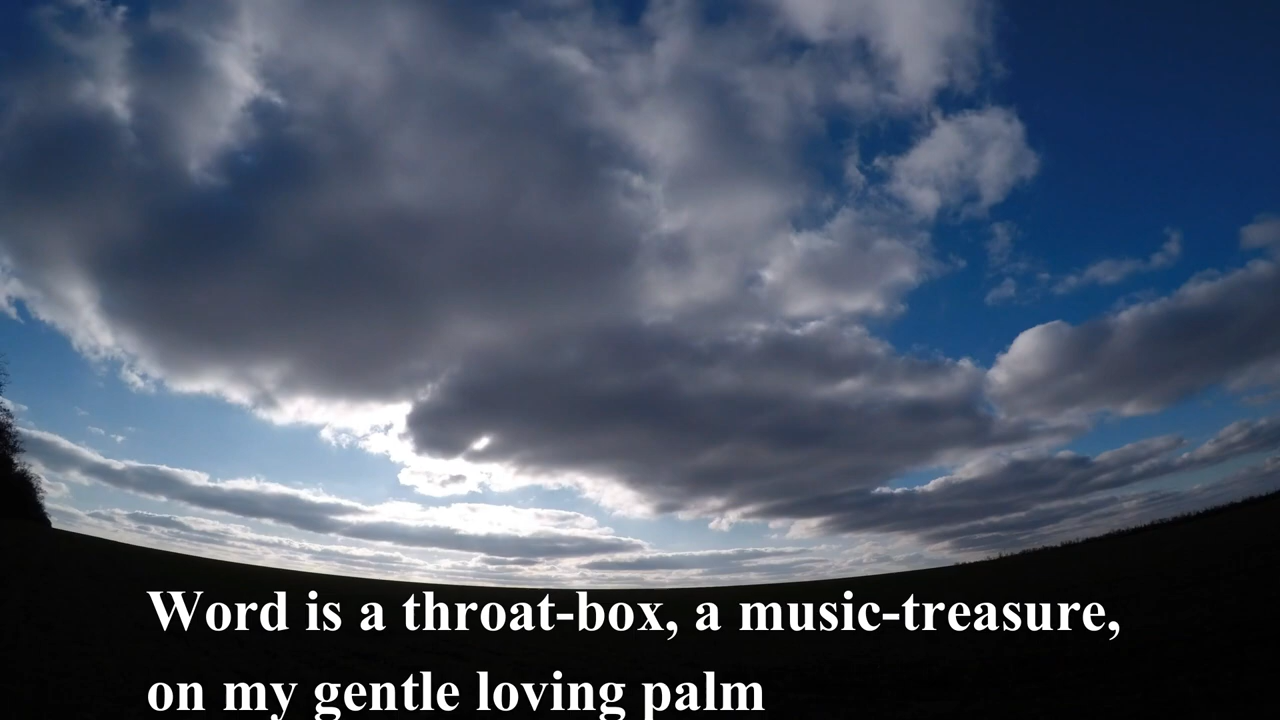 Word is a throat-box, a music-treasure,
on my gentle loving palm